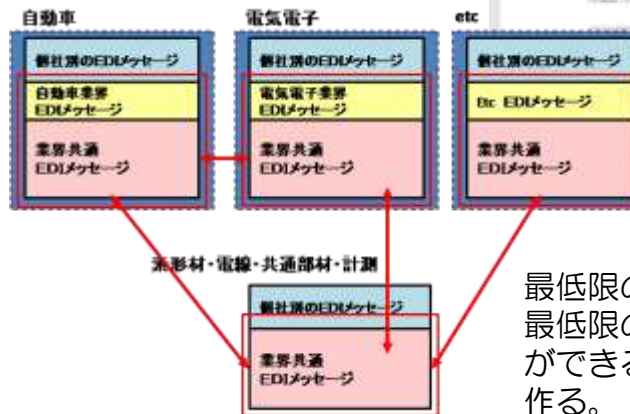 自動車
電気電子
etc
個社別のEDIメッセージ
自動車業界
EDIメッセージ
業界共通
EDIメッセージ
個社別のEDIメッセージ
電気電子業界
EDIメッセージ
業界共通
EDIメッセージ
個社別のEDIメッセージ
Etc EDIメッセージ
業界共通
EDIメッセージ
素形材・電線・共通部材・計測
個社別のEDIメッセージ
業界共通
EDIメッセージ
最低限の
最低限の
ができる
作る。